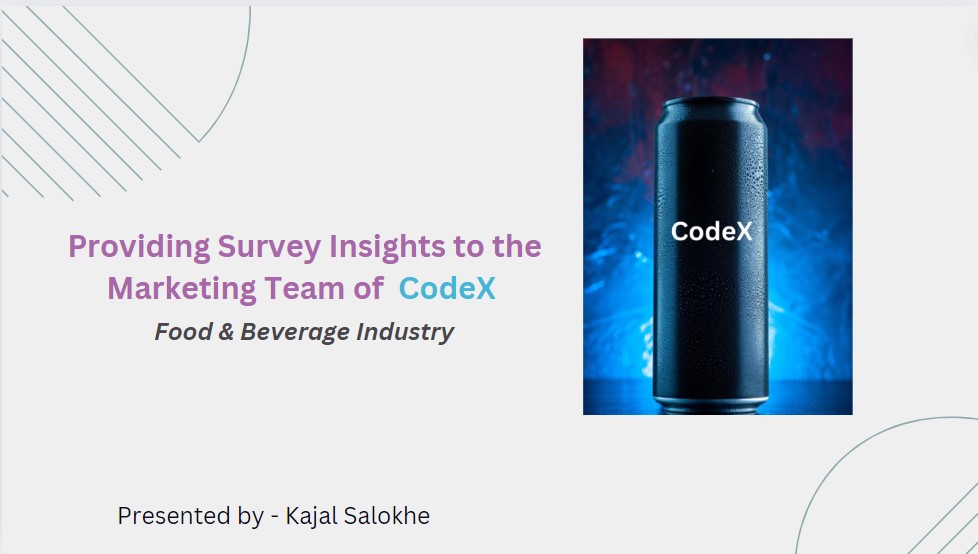 Providing Survey Insights to the
Marketing Team of CodeX
Food & Beverage Industry
CodeX
Presented by - Kajal Salokhe